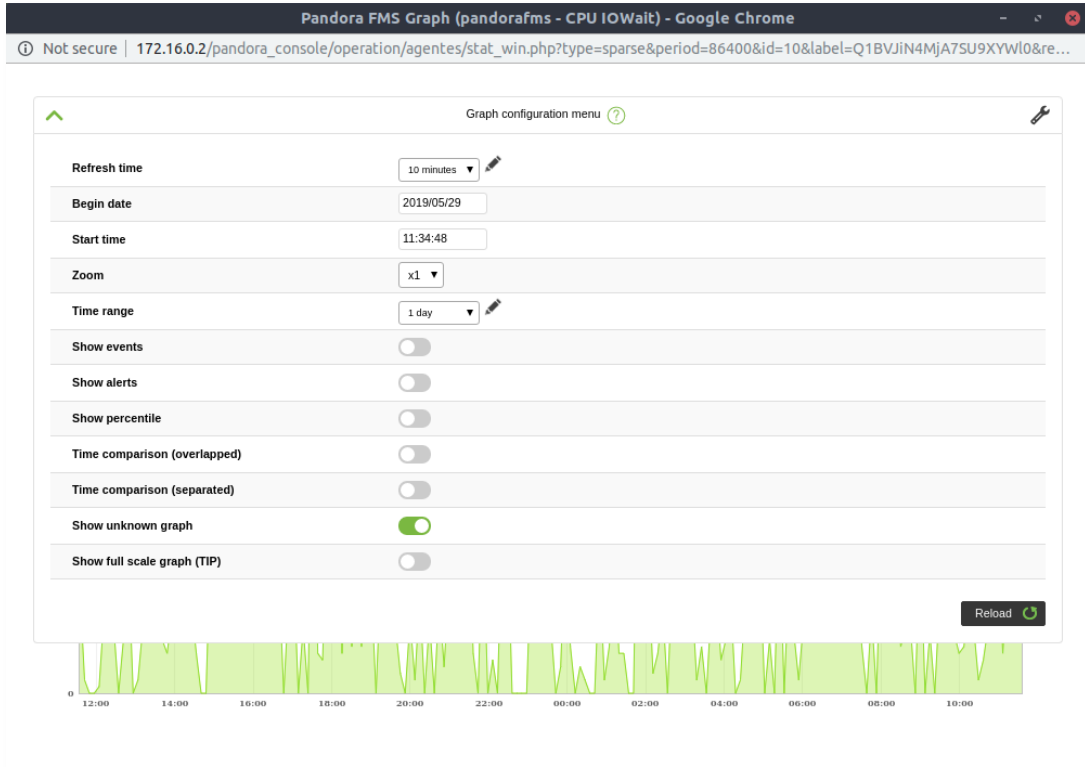 Pandora FMS Graph (pandorafms - CPU IOWait) - Google Chrome
Not secure | 172.16.0.2/pandora_console/operation/agentes/stat_win.php?type=sparse&period=86400&id=10&label=Q1BVJiN4MjA7SU9XYWl0&re...
Graph configuration menu ?
Refresh time 10 minutes
Begin date 2019/05/29
Start time 11:34:48
Zoom x1
Time range 1 day
Show events
Show alerts
Show percentile
Time comparison (overlapped)
Time comparison (separated)
Show unknown graph
Show full scale graph (TIP)
Reload
0
12:00 14:00 16:00 18:00 20:00 22:00 00:00 02:00 04:00 06:00 08:00 10:00